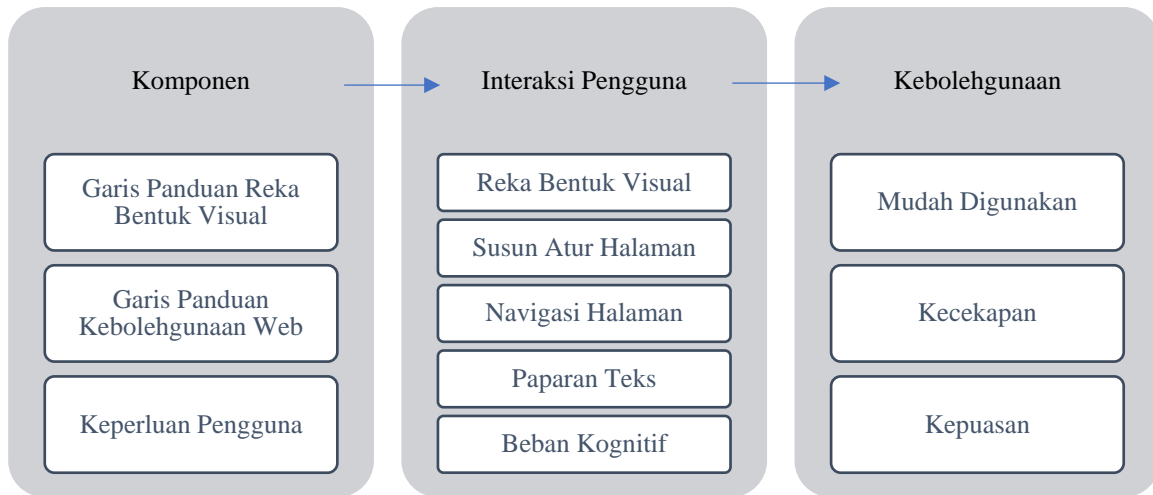 Komponen
Garis Panduan Reka
Bentuk Visual
Garis Panduan
Kebolehgunaan Web
Keperluan Pengguna
Interaksi Pengguna
Reka Bentuk Visual
Susun Atur Halaman
Navigasi Halaman
Paparan Teks
Beban Kognitif
Kebolehgunaan
Mudah Digunakan
Kecekapan
Kepuasan